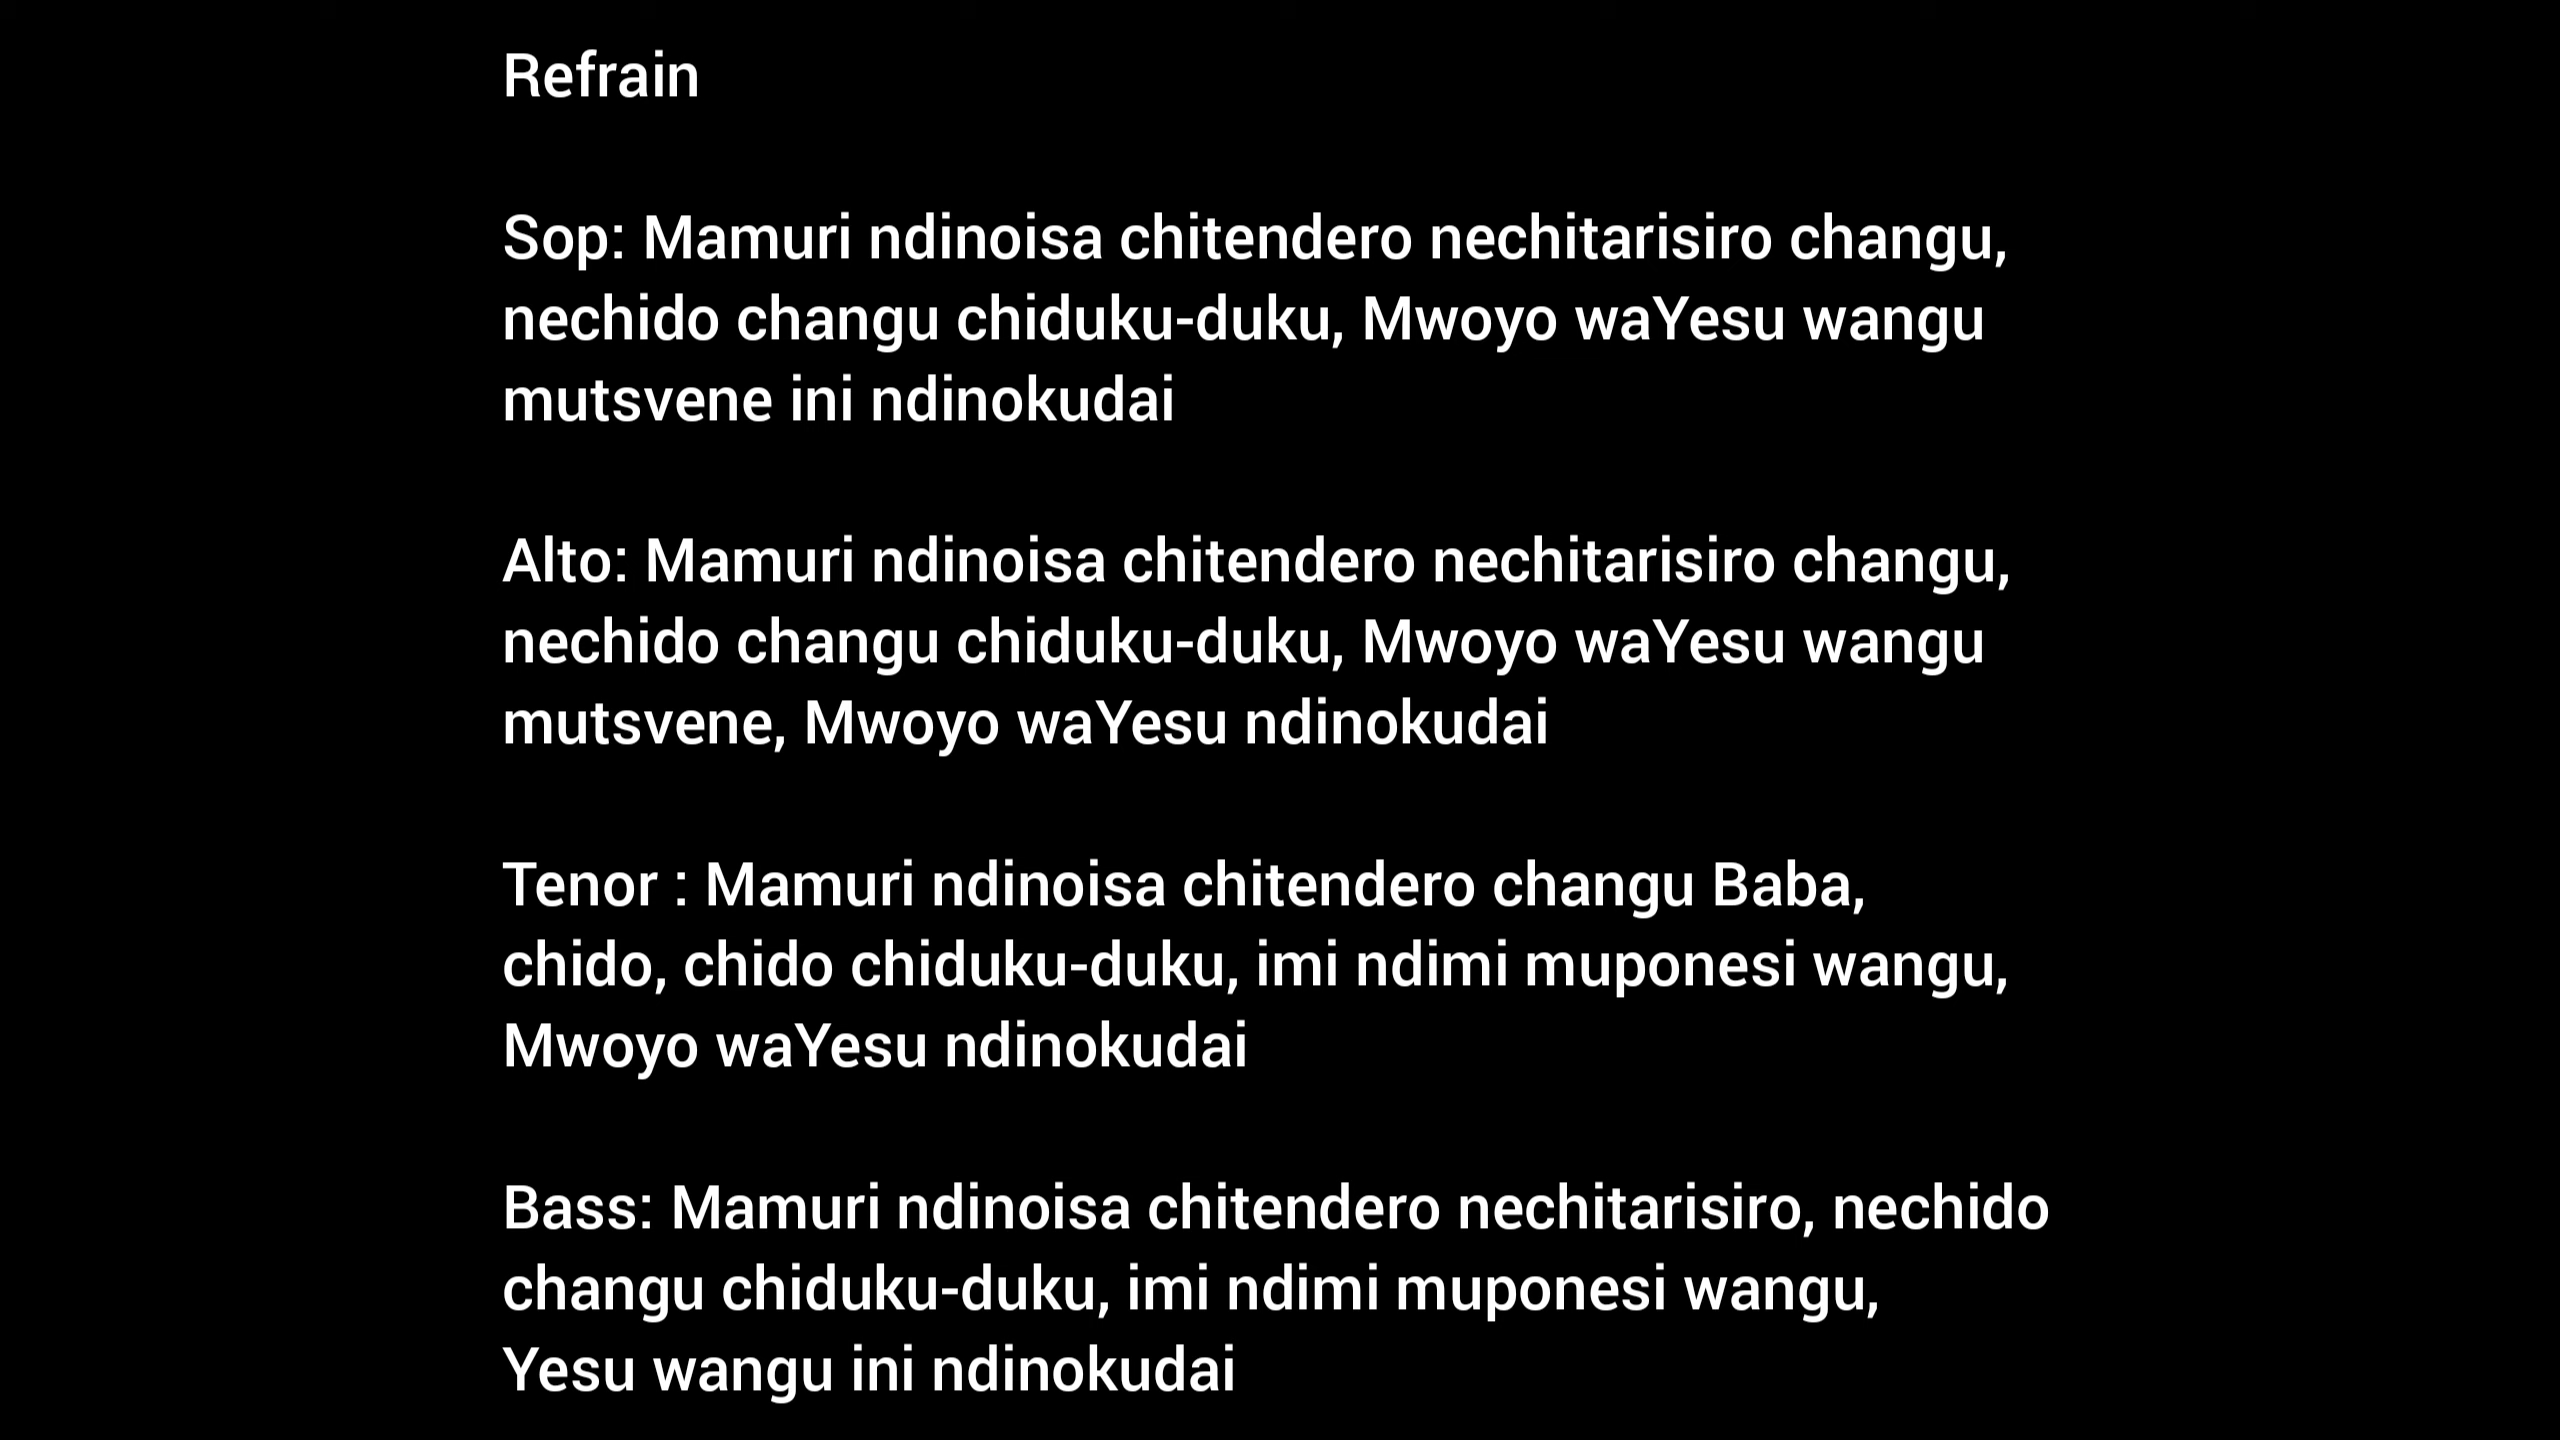 Refrain
Sop: Mamuri ndinoisa chitendero nechitarisiro changu,
nechido changu chiduku-duku, Mwoyo waYesu wangu
mutsvene ini ndinokudai
Alto: Mamuri ndinoisa chitendero nechitarisiro changu,
nechido changu chiduku-duku, Mwoyo waYesu wangu
mutsvene, Mwoyo waYesu ndinokudai
Tenor : Mamuri ndinoisa chitendero changu Baba,
chido, chido chiduku-duku, imi ndimi muponesi wangu,
Mwoyo waYesu ndinokudai
Bass: Mamuri ndinoisa chitendero nechitarisiro, nechido
changu chiduku-duku, imi ndimi muponesi wangu,
Yesu wangu ini ndinokudai